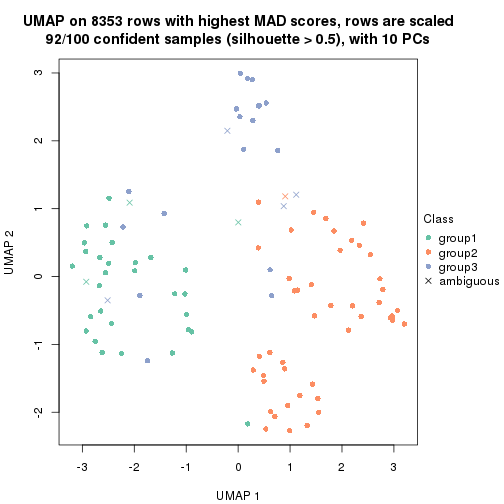 UMAP on 8353 rows with highest MAD scores, rows are scaled
92/100 confident samples (silhouette > 0.5), with 10 PCs
3
2
1
0
-1
-2
UMAP 2
-3
-2
-1
0
1
2
3
UMAP 1
Class
group1
group2
group3
ambiguous